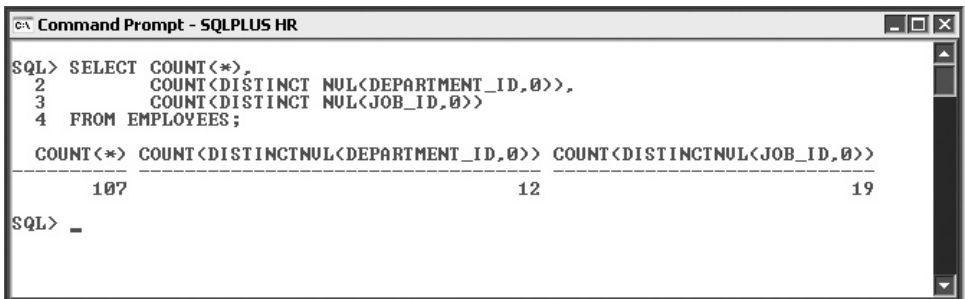 Command Prompt - SQLPLUS HR
SQL> SELECT COUNT(*),
2 COUNT(DISTINCT NVL(DEPARTMENT_ID,0)),
3 COUNT(DISTINCT NVL(JOB_ID,0))
4 FROM EMPLOYEES;
COUNT(*) COUNT(DISTINCTNVL(DEPARTMENT_ID,0)) COUNT(DISTINCTNVL(JOB_ID,0))
---------- ----------------------------------- ----------------------------
107 12 19
SQL> _